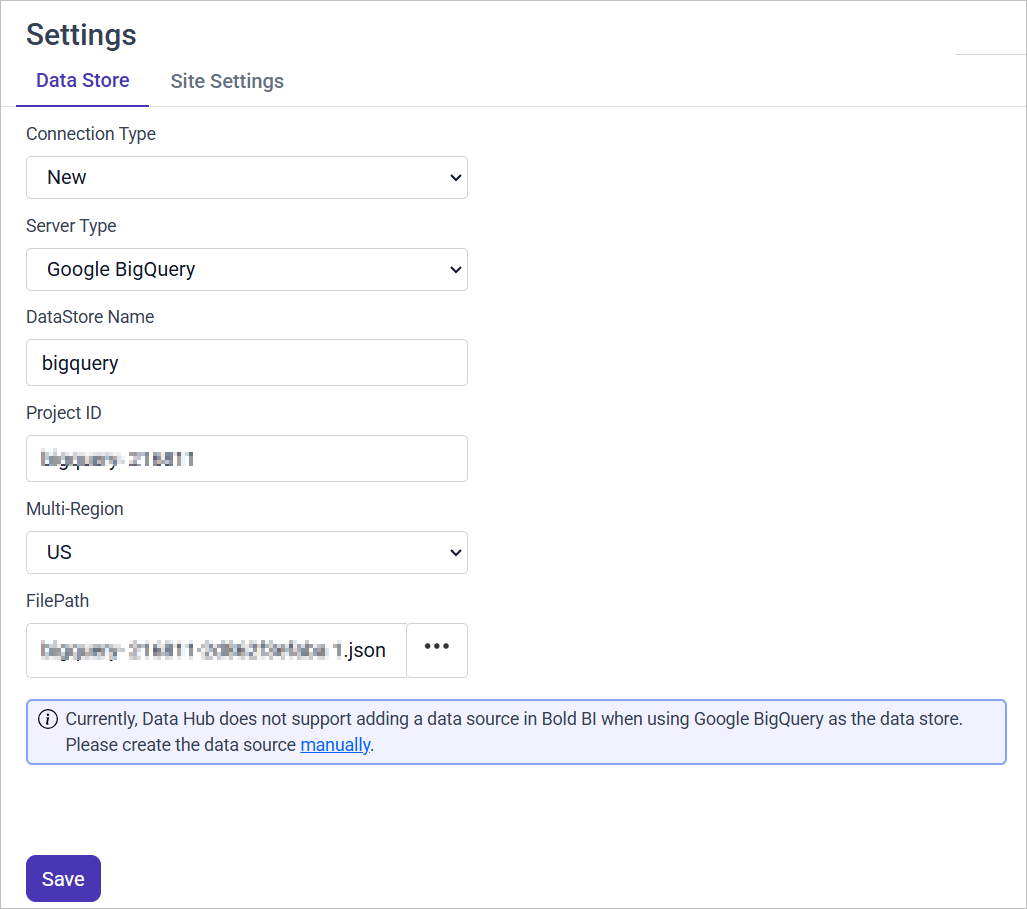 Settings
Data Store Site Settings
Connection Type
New
Server Type
Google BigQuery
DataStore Name
bigquery
Project ID
Multi-Region
US
FilePath
.json
Currently, Data Hub does not support adding a data source in Bold BI when using Google BigQuery as the data store.
Please create the data source manually.
Save